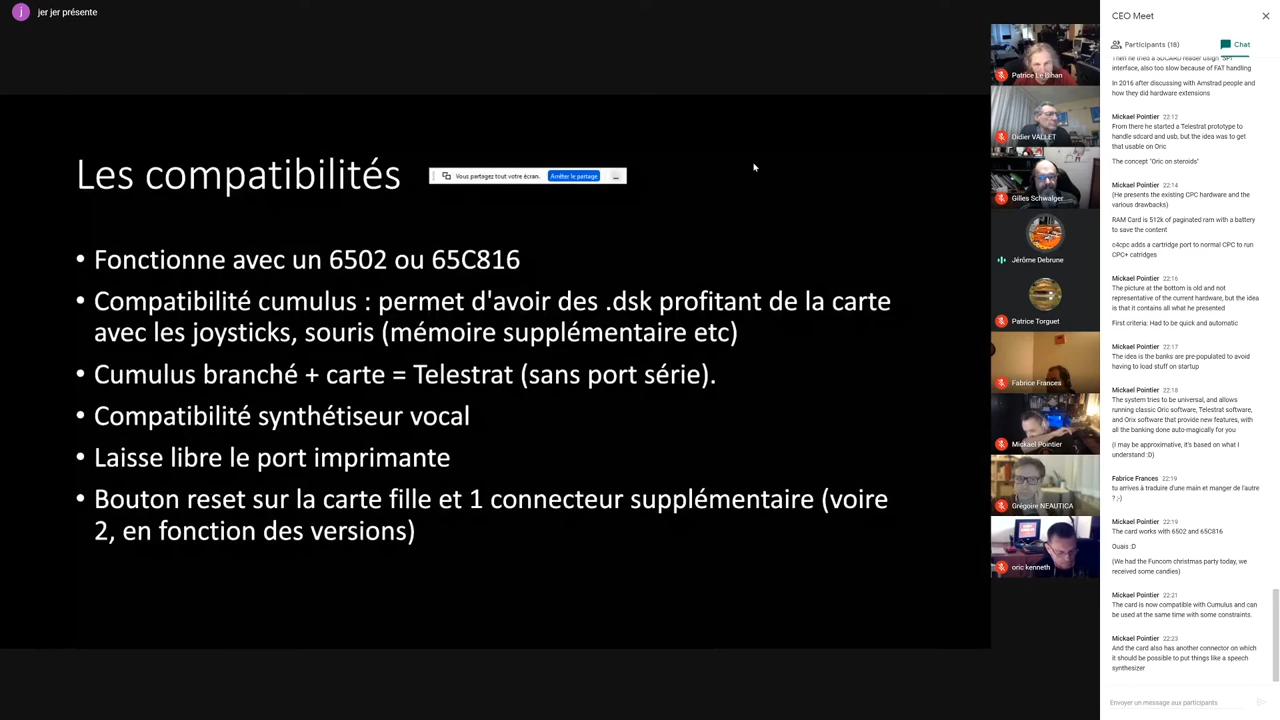 j
jer jer présente
Les compatibilités
Vous partagez tout votre écran.
Arrêter le partage
• Fonctionne avec un 6502 ou 65C816
• Compatibilité cumulus : permet d'avoir des .dsk profitant de la carte
avec les joysticks, souris (mémoire supplémentaire etc)
• Cumulus branché + carte = Telestrat (sans port série).
• Compatibilité synthétiseur vocal
• Laisse libre le port imprimante
• Bouton reset sur la carte fille et 1 connecteur supplémentaire (voire
2, en fonction des versions)
Patrice Le Bihan
Didier VALLET
Gilles Schwalger
Jérôme Debrune
Patrice Torguet
Fabrice Frances
Mickael Pointier
Grégoire NEAUTICA
oric kenneth
CEO Meet
Participants (18)
Chat
Then he tried a SDCARD reader usign "SPI"
interface, also too slow because of FAT handling
In 2016 after discussing with Amstrad people and
how they did hardware extensions
Mickael Pointier 22:12
From there he started a Telestrat prototype to
handle sdcard and usb, but the idea was to get
that usable on Oric
The concept "Oric on steroids"
Mickael Pointier 22:14
(He presents the existing CPC hardware and the
various drawbacks)
RAM Card is 512k of paginated ram with a battery
to save the content
c4cpc adds a cartridge port to normal CPC to run
CPC+ catridges
Mickael Pointier 22:16
The picture at the bottom is old and not
representative of the current hardware, but the idea
is that it contains all what he presented
First criteria: Had to be quick and automatic
Mickael Pointier 22:17
The idea is the banks are pre-populated to avoid
having to load stuff on startup
Mickael Pointier 22:18
The system tries to be universal, and allows
running classic Oric software, Telestrat software,
and Orix software that provide new features, with
all the banking done auto-magically for you
(I may be approximative, it's based on what I
understand :D)
Fabrice Frances 22:19
tu arrives à traduire d'une main et manger de l'autre
? ;-)
Mickael Pointier 22:19
The card works with 6502 and 65C816
Ouais :D
(We had the Funcom christmas party today, we
received some candies)
Mickael Pointier 22:21
The card is now compatible with Cumulus and can
be used at the same time with some constraints.
Mickael Pointier 22:23
And the card also has another connector on which
it should be possible to put things like a speech
synthesizer
Envoyer un message aux participants